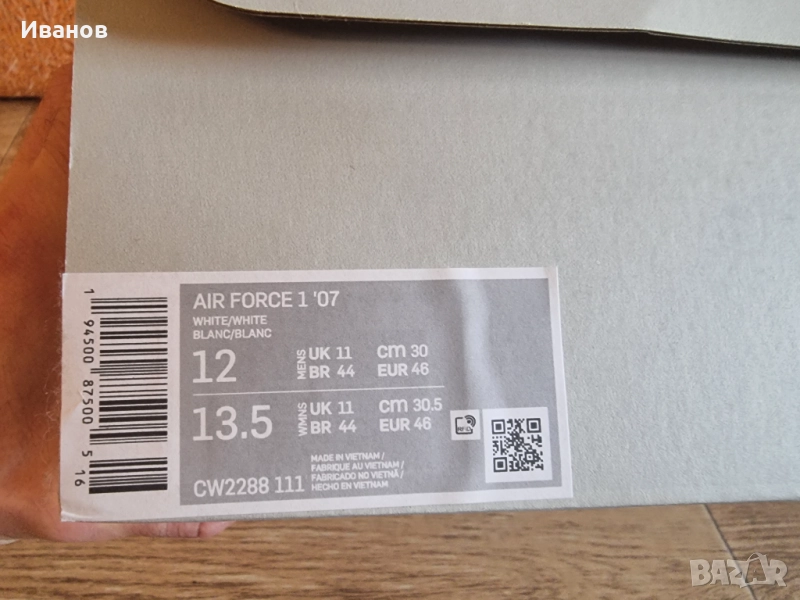 Иванов
AIR FORCE 1 '07
WHITE/WHITE
BLANC/BLANC
12 MENS UK 11 cm 30
BR 44 EUR 46
13.5 WMNS UK 11 cm 30.5
BR 44 EUR 46
RFID
MADE IN VIETNAM/
FABRIQUE AU VIETNAM/
FABRICADO NO VIETNÃ/
HECHO EN VIETNAM
CW2288 111
1 94500 87500 5 16
BAZAR